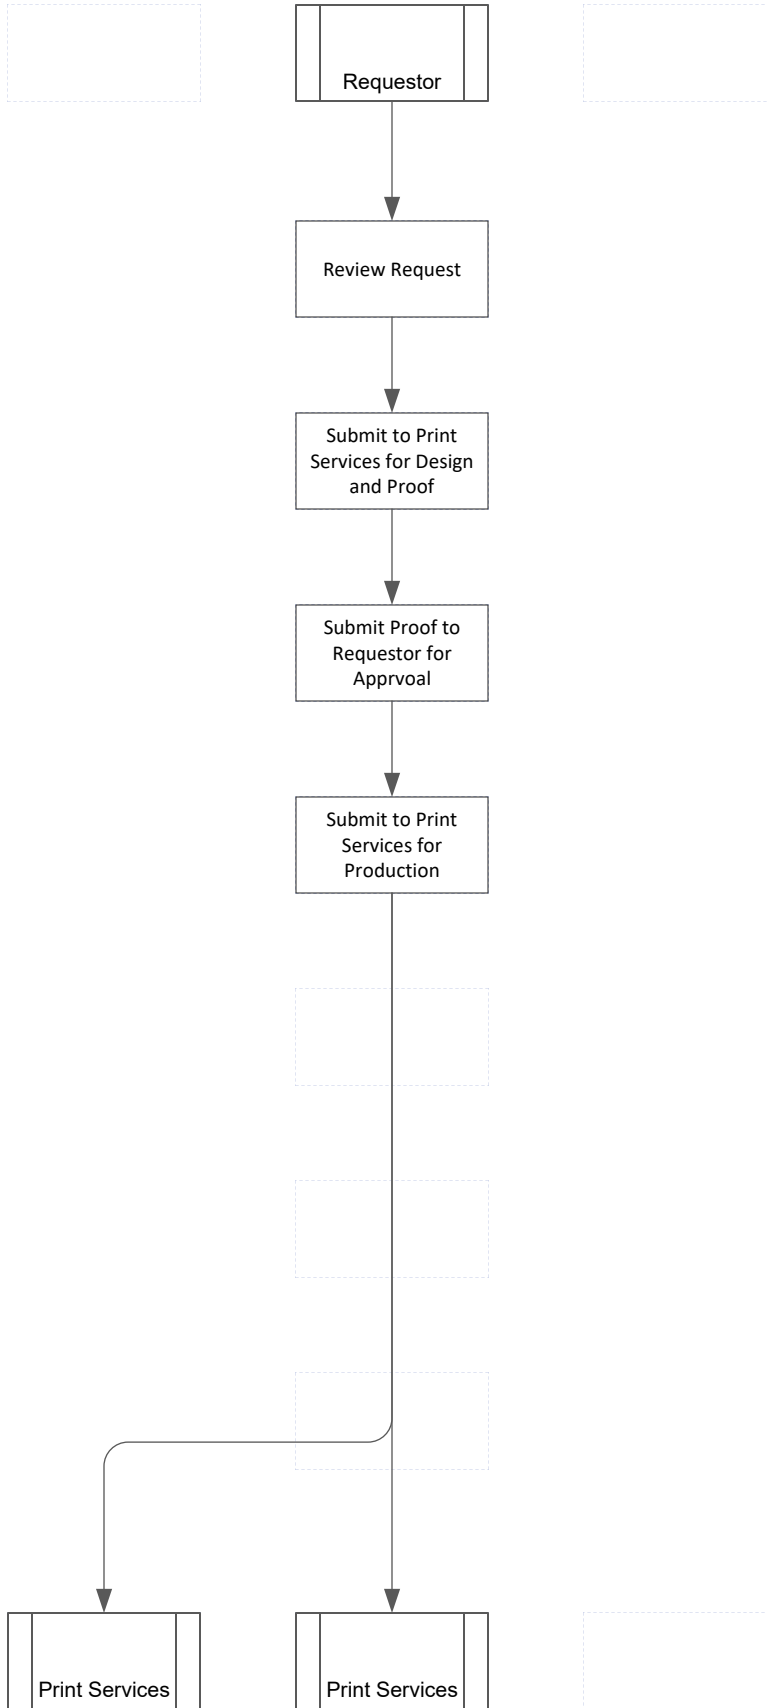 Requestor
Review Request
Submit to Print
Services for Design
and Proof
Submit Proof to
Requestor for
Apprvoal
Submit to Print
Services for
Production
Print Services
Print Services